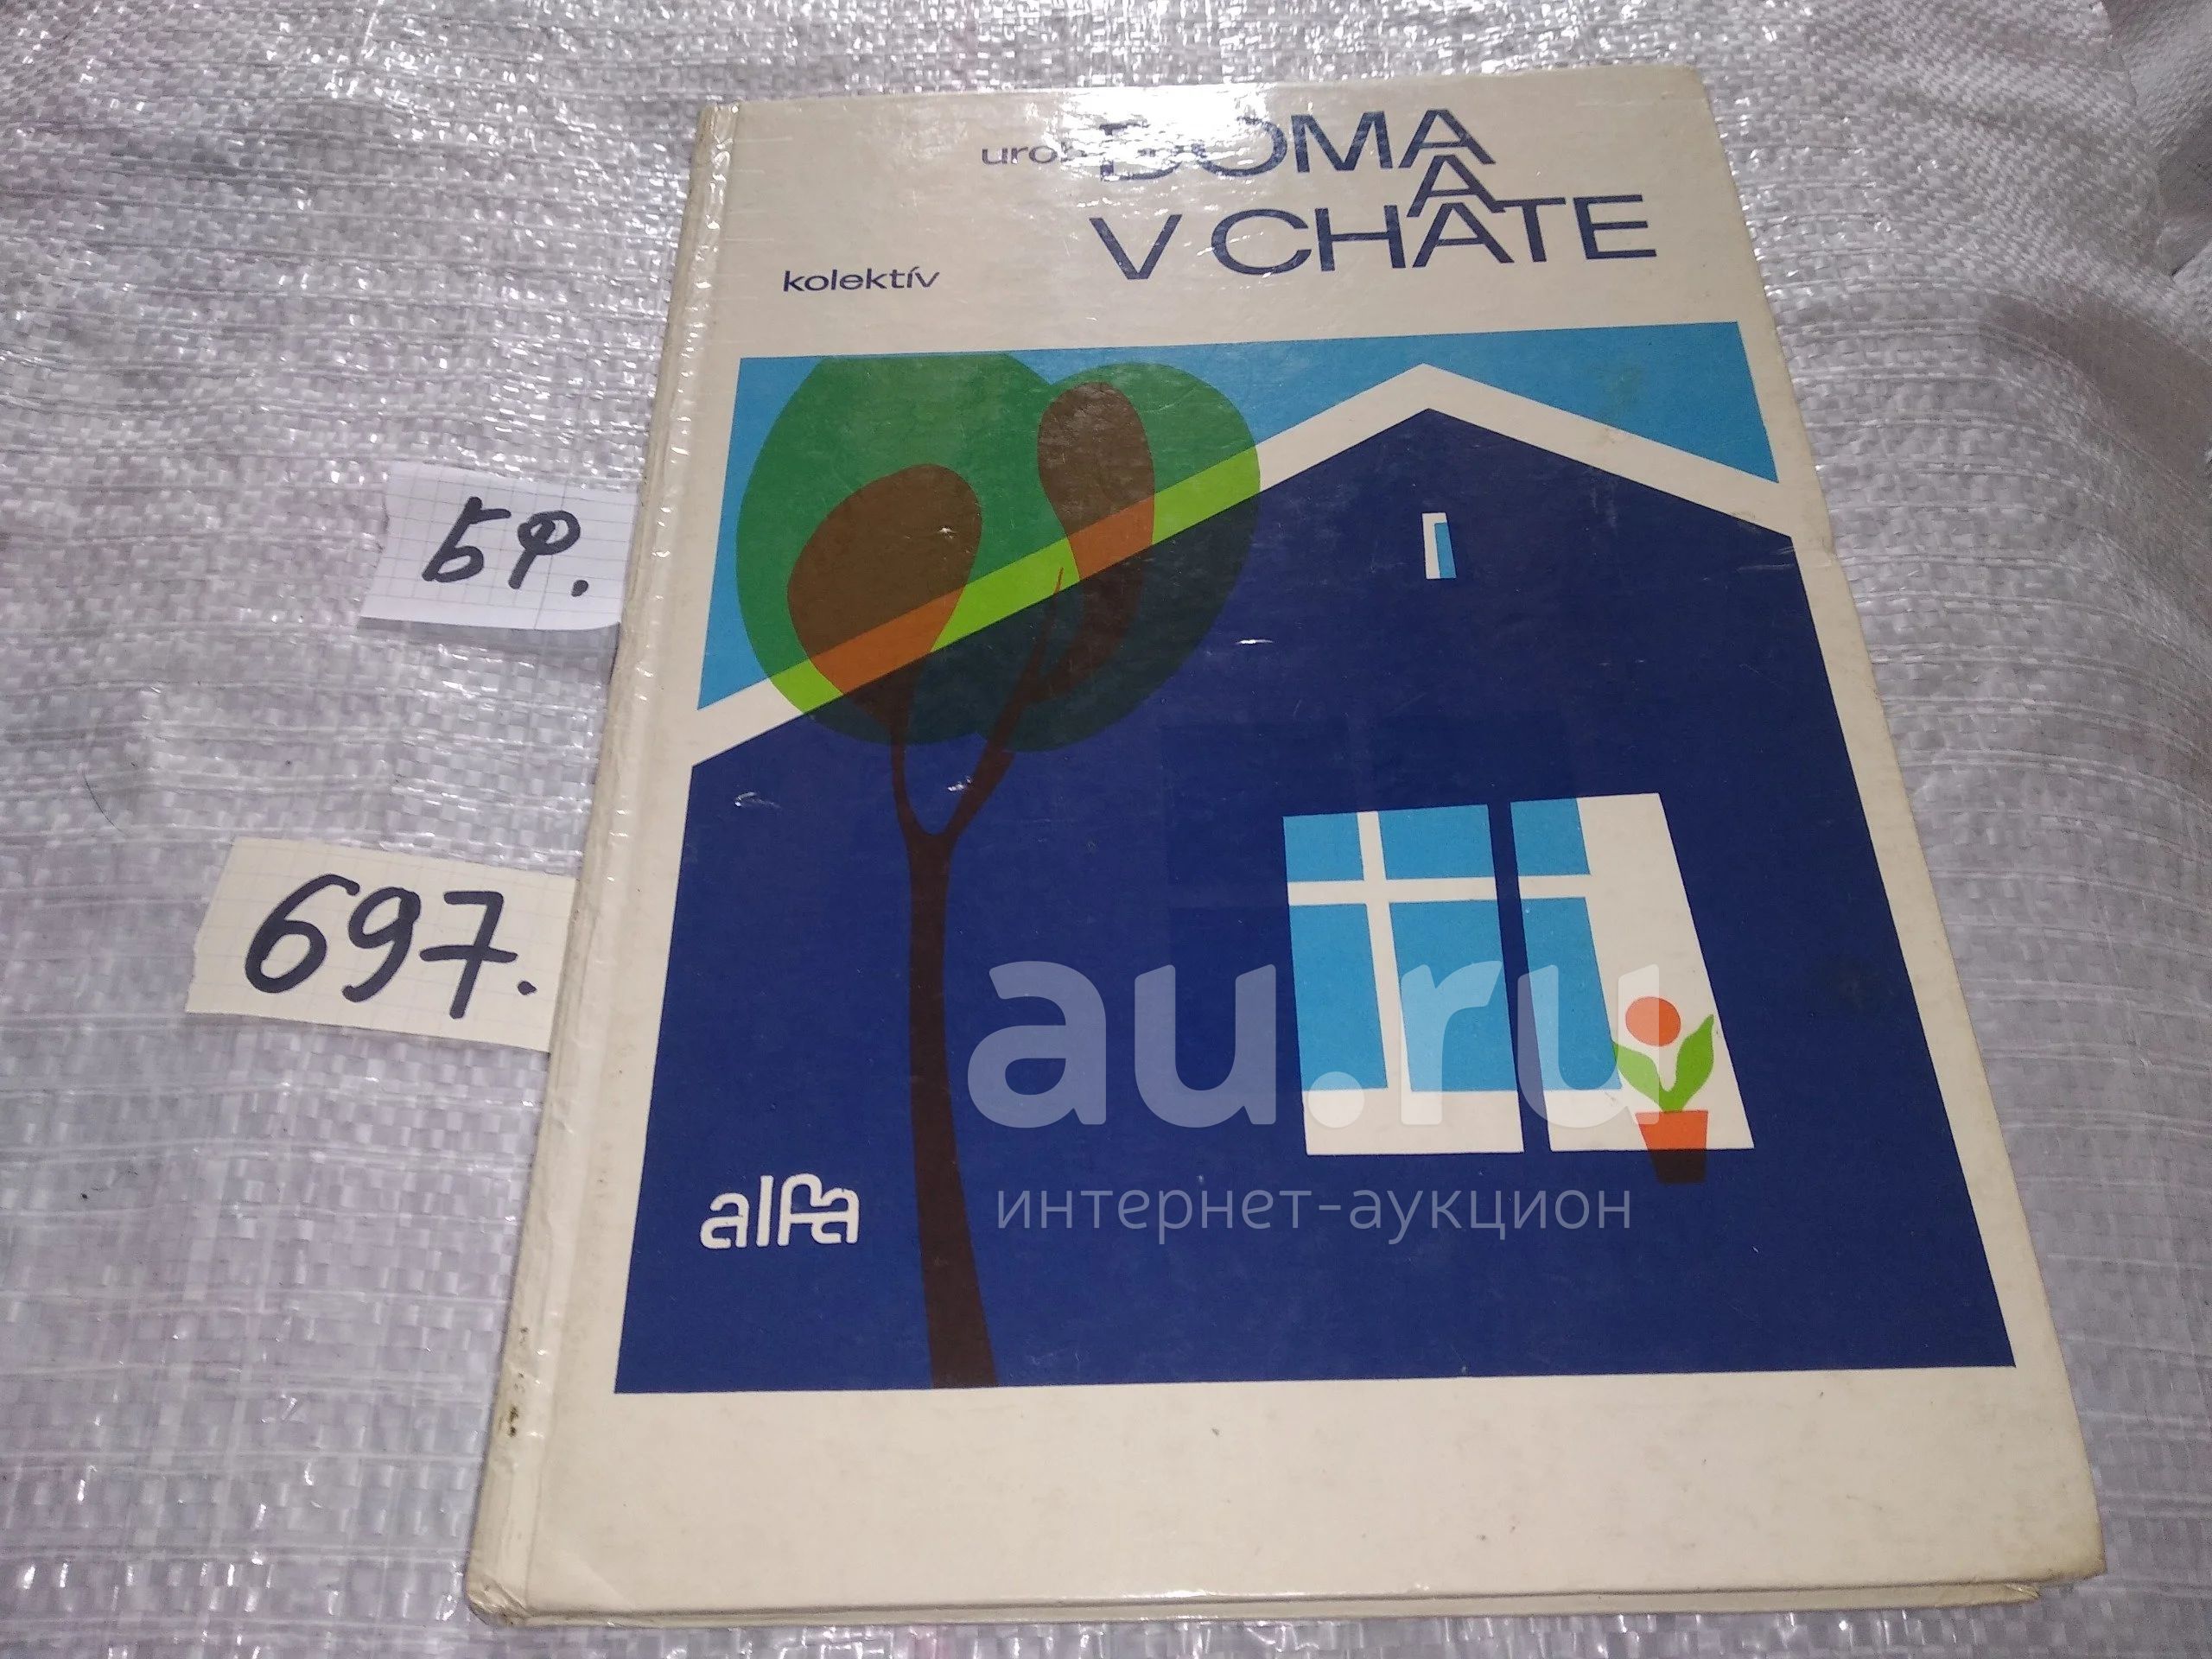 DOMA
A
V CHATE
kolektív
БФ.
697.
alfa
au.ru
интернет-аукцион